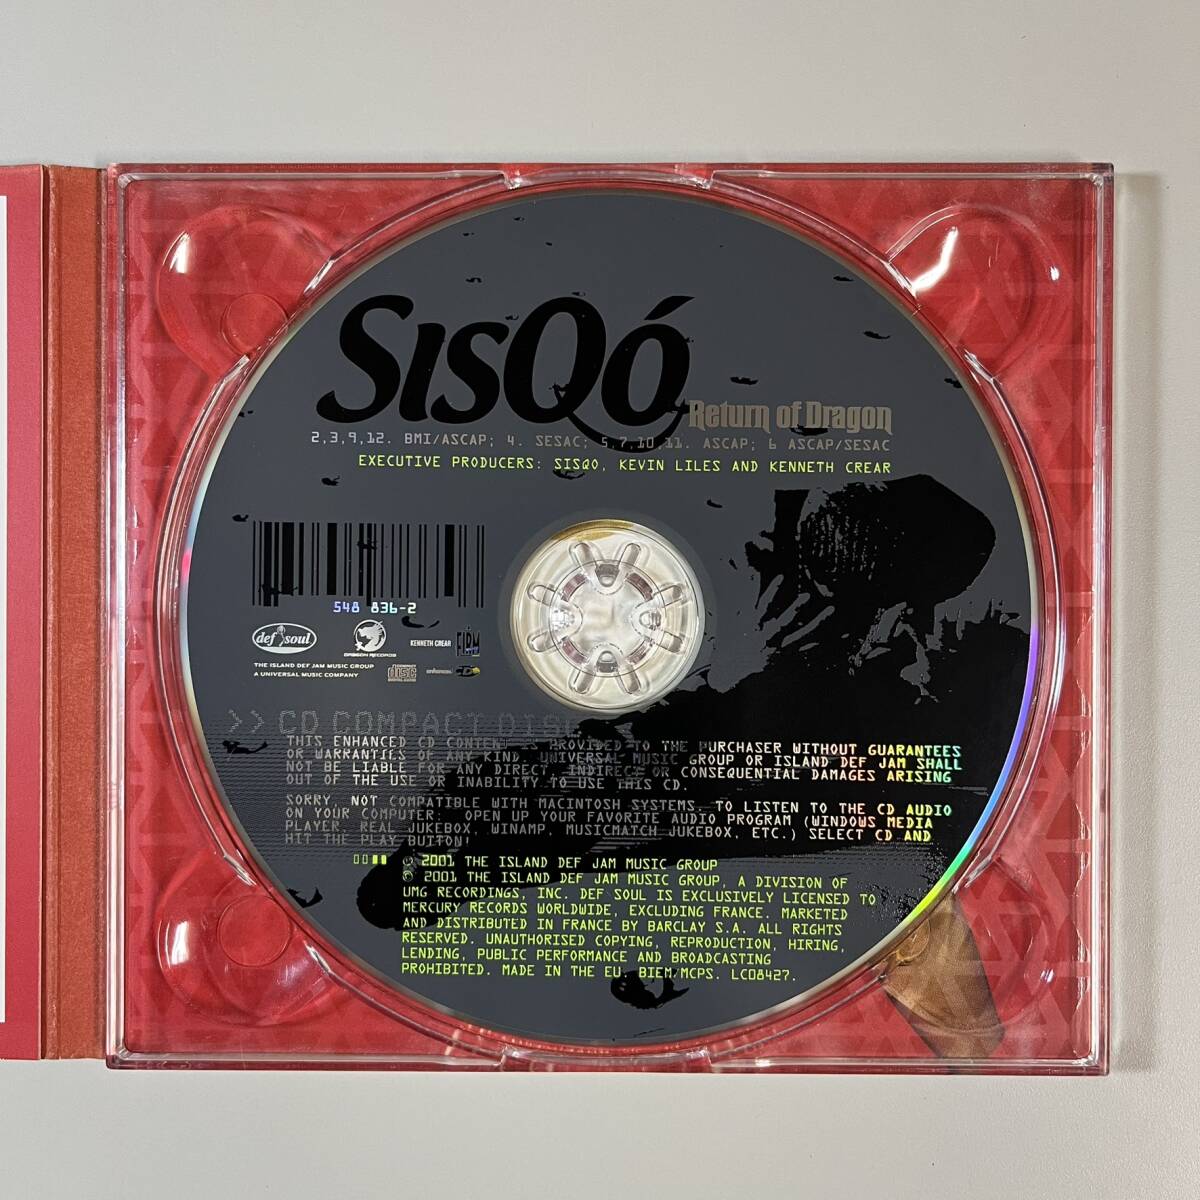 SISQÓ
Return of Dragon
2,3,9,12. BMI/ASCAP; 4. SESAC; 5,7,10,11. ASCAP; 6 ASCAP/SESAC
EXECUTIVE PRODUCERS: SISQO, KEVIN LILES AND KENNETH CREAR
548 836-2
def soul
DRAGON RECORDS
KENNETH CREAR
FIRM
THE ISLAND DEF JAM MUSIC GROUP
A UNIVERSAL MUSIC COMPANY
COMPACT disc DIGITAL AUDIO
enhanced CD
>> CD COMPACT DISC
THIS ENHANCED CD CONTENT IS PROVIDED TO THE PURCHASER WITHOUT GUARANTEES
OR WARRANTIES OF ANY KIND. UNIVERSAL MUSIC GROUP OR ISLAND DEF JAM SHALL
NOT BE LIABLE FOR ANY DIRECT, INDIRECT OR CONSEQUENTIAL DAMAGES ARISING
OUT OF THE USE OR INABILITY TO USE THIS CD.
SORRY, NOT COMPATIBLE WITH MACINTOSH SYSTEMS. TO LISTEN TO THE CD AUDIO
ON YOUR COMPUTER: OPEN UP YOUR FAVORITE AUDIO PROGRAM (WINDOWS MEDIA
PLAYER, REAL JUKEBOX, WINAMP, MUSICMATCH JUKEBOX, ETC.) SELECT CD AND
HIT THE PLAY BUTTON!
℗ 2001 THE ISLAND DEF JAM MUSIC GROUP
© 2001 THE ISLAND DEF JAM MUSIC GROUP, A DIVISION OF
UMG RECORDINGS, INC. DEF SOUL IS EXCLUSIVELY LICENSED TO
MERCURY RECORDS WORLDWIDE, EXCLUDING FRANCE. MARKETED
AND DISTRIBUTED IN FRANCE BY BARCLAY S.A. ALL RIGHTS
RESERVED. UNAUTHORISED COPYING, REPRODUCTION, HIRING,
LENDING, PUBLIC PERFORMANCE AND BROADCASTING
PROHIBITED. MADE IN THE EU. BIEM/MCPS. LC08427.